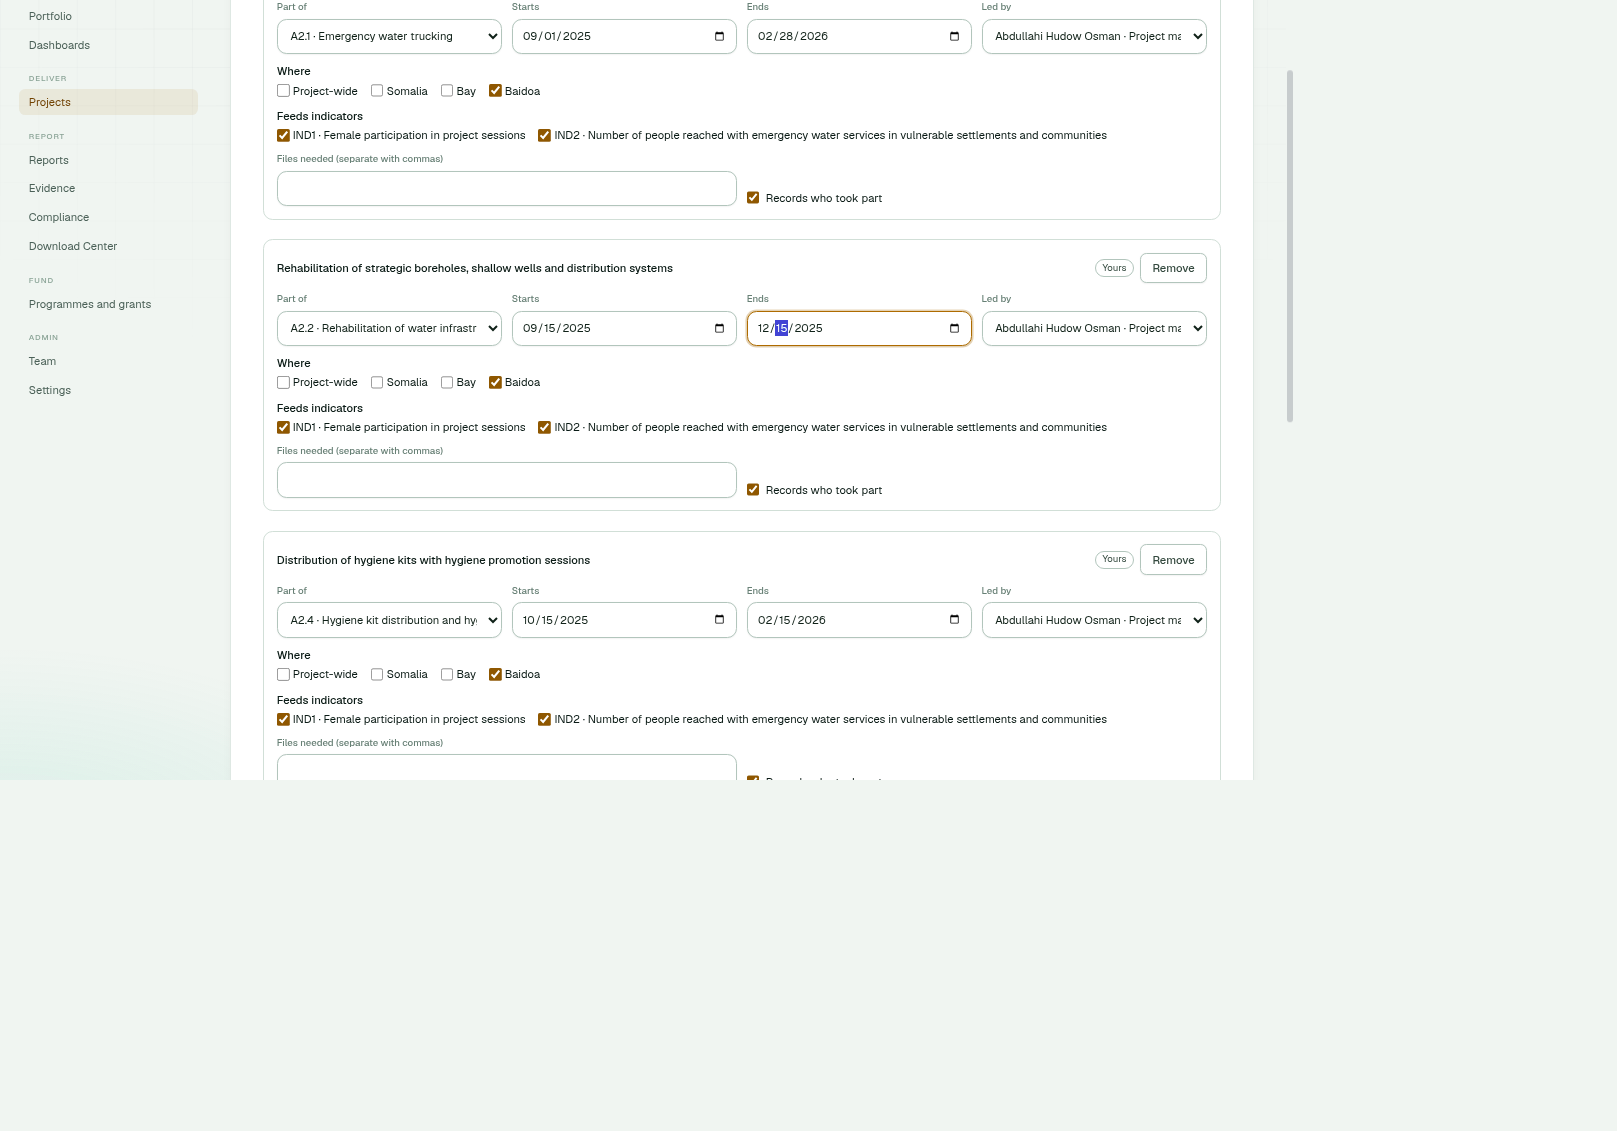 Portfolio
Dashboards
DELIVER
Projects
REPORT
Reports
Evidence
Compliance
Download Center
FUND
Programmes and grants
ADMIN
Team
Settings
Part of Starts Ends Led by
A2.1 · Emergency water trucking 09/01/2025 02/28/2026 Abdullahi Hudow Osman · Project ma
Where
Project-wide Somalia Bay Baidoa
Feeds indicators
IND1 · Female participation in project sessions IND2 · Number of people reached with emergency water services in vulnerable settlements and communities
Files needed (separate with commas)
Records who took part
Rehabilitation of strategic boreholes, shallow wells and distribution systems Yours Remove
Part of Starts Ends Led by
A2.2 · Rehabilitation of water infrastr 09/15/2025 12/15/2025 Abdullahi Hudow Osman · Project ma
Where
Project-wide Somalia Bay Baidoa
Feeds indicators
IND1 · Female participation in project sessions IND2 · Number of people reached with emergency water services in vulnerable settlements and communities
Files needed (separate with commas)
Records who took part
Distribution of hygiene kits with hygiene promotion sessions Yours Remove
Part of Starts Ends Led by
A2.4 · Hygiene kit distribution and hyg 10/15/2025 02/15/2026 Abdullahi Hudow Osman · Project ma
Where
Project-wide Somalia Bay Baidoa
Feeds indicators
IND1 · Female participation in project sessions IND2 · Number of people reached with emergency water services in vulnerable settlements and communities
Files needed (separate with commas)